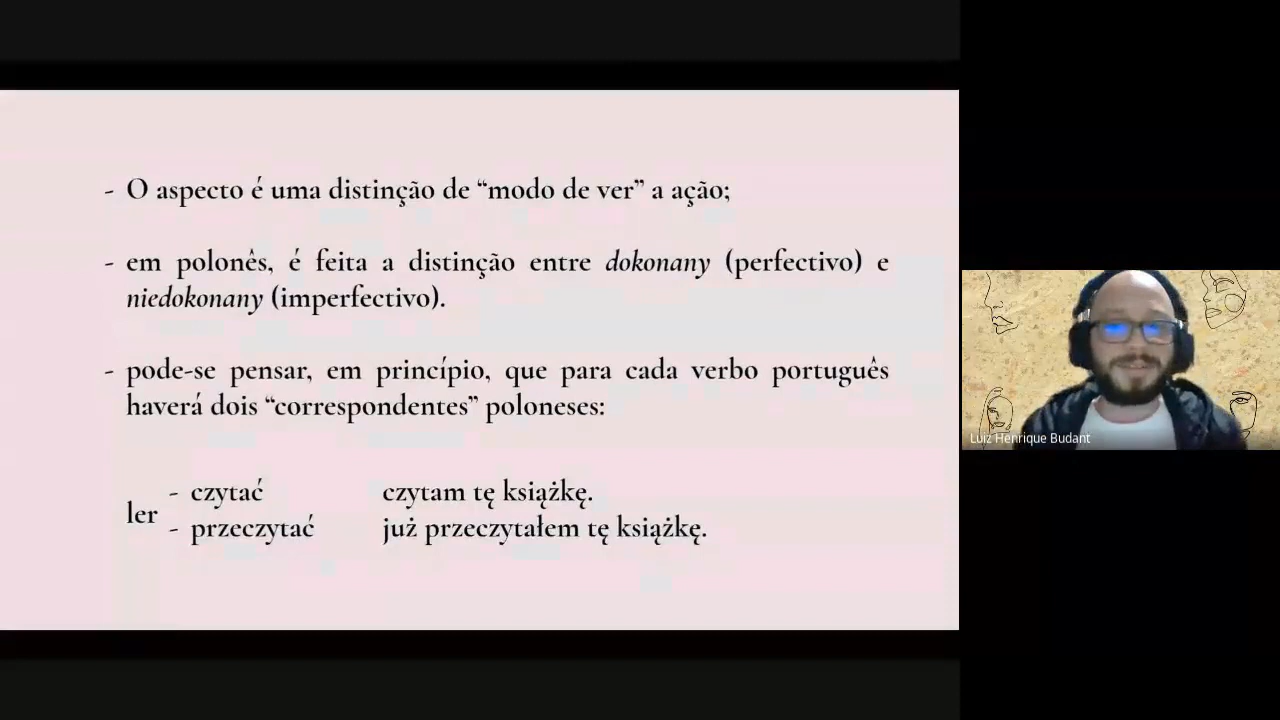 - O aspecto é uma distinção de “modo de ver” a ação;
- em polonês, é feita a distinção entre dokonany (perfectivo) e
niedokonany (imperfectivo).
- pode-se pensar, em princípio, que para cada verbo português
haverá dois “correspondentes” poloneses:
ler
- czytać czytam tę książkę.
- przeczytać już przeczytałem tę książkę.
Luiz Henrique Budant